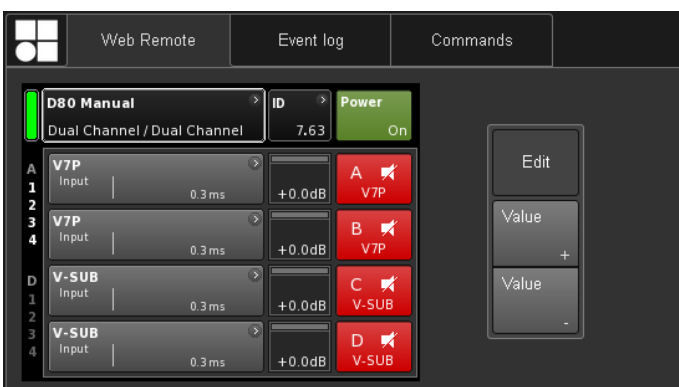 Web Remote
Event log
Commands
D80 Manual
Dual Channel / Dual Channel
ID
7.63
Power
On
A
1
2
3
4
V7P
Input
0.3ms
+0.0dB
A
V7P
V7P
Input
0.3ms
+0.0dB
B
V7P
D
1
2
3
4
V-SUB
Input
0.3ms
+0.0dB
C
V-SUB
V-SUB
Input
0.3ms
+0.0dB
D
V-SUB
Edit
Value
+
Value
-